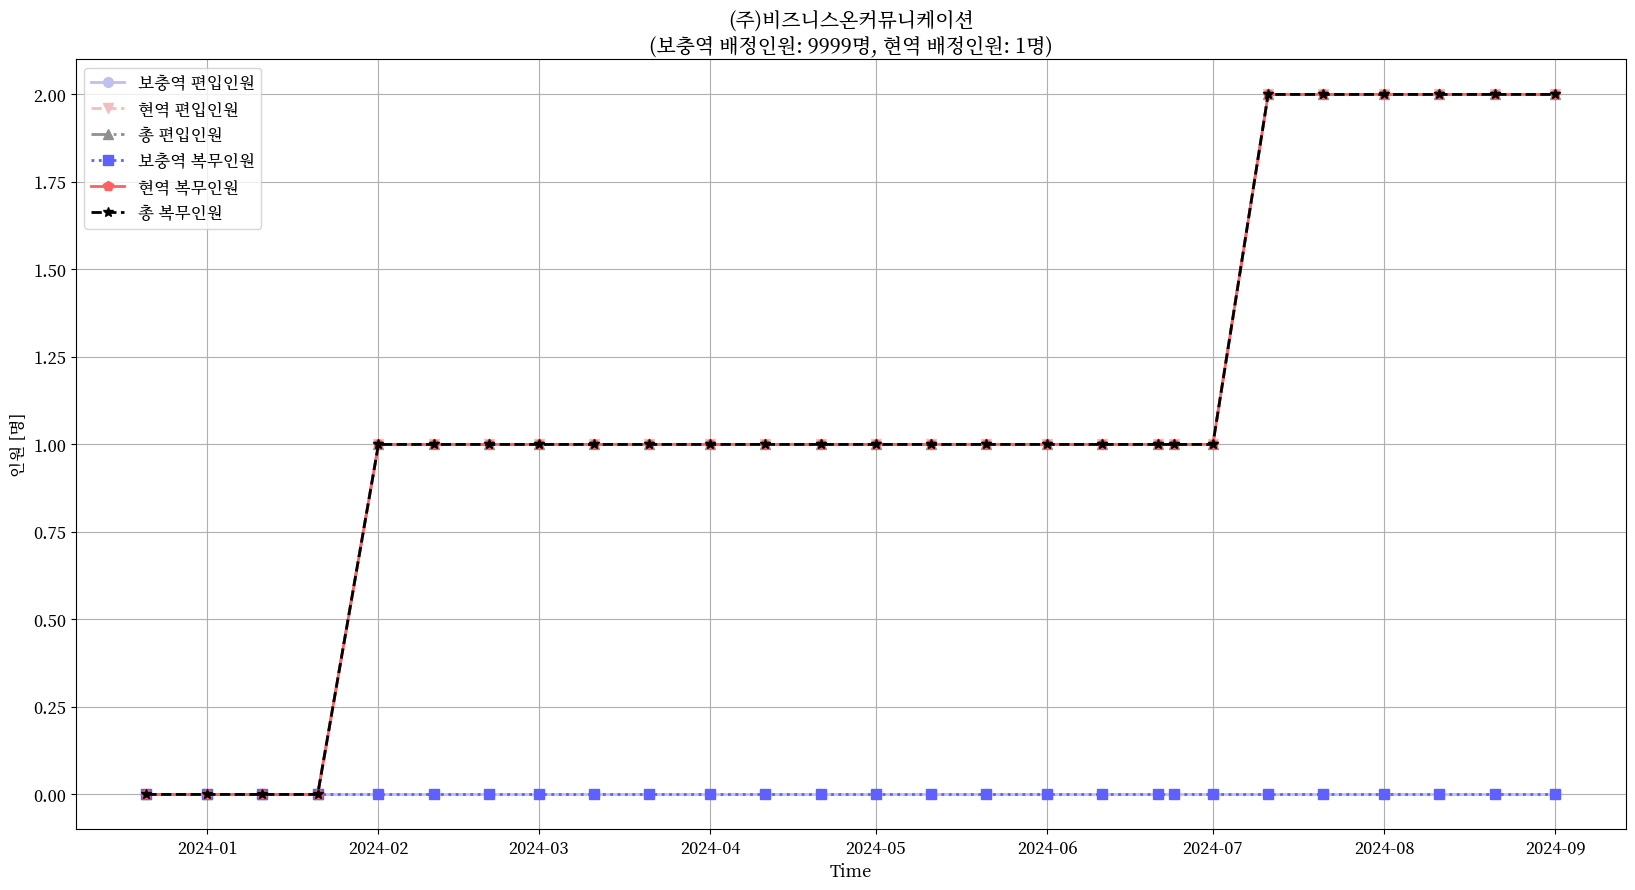 (주)비즈니스온커뮤니케이션
(보충역 배정인원: 9999명, 현역 배정인원: 1명)
보충역 편입인원
현역 편입인원
총 편입인원
보충역 복무인원
현역 복무인원
총 복무인원
2.00
1.75
1.50
1.25
1.00
0.75
0.50
0.25
0.00
인원 [명]
2024-01 2024-02 2024-03 2024-04 2024-05 2024-06 2024-07 2024-08 2024-09
Time